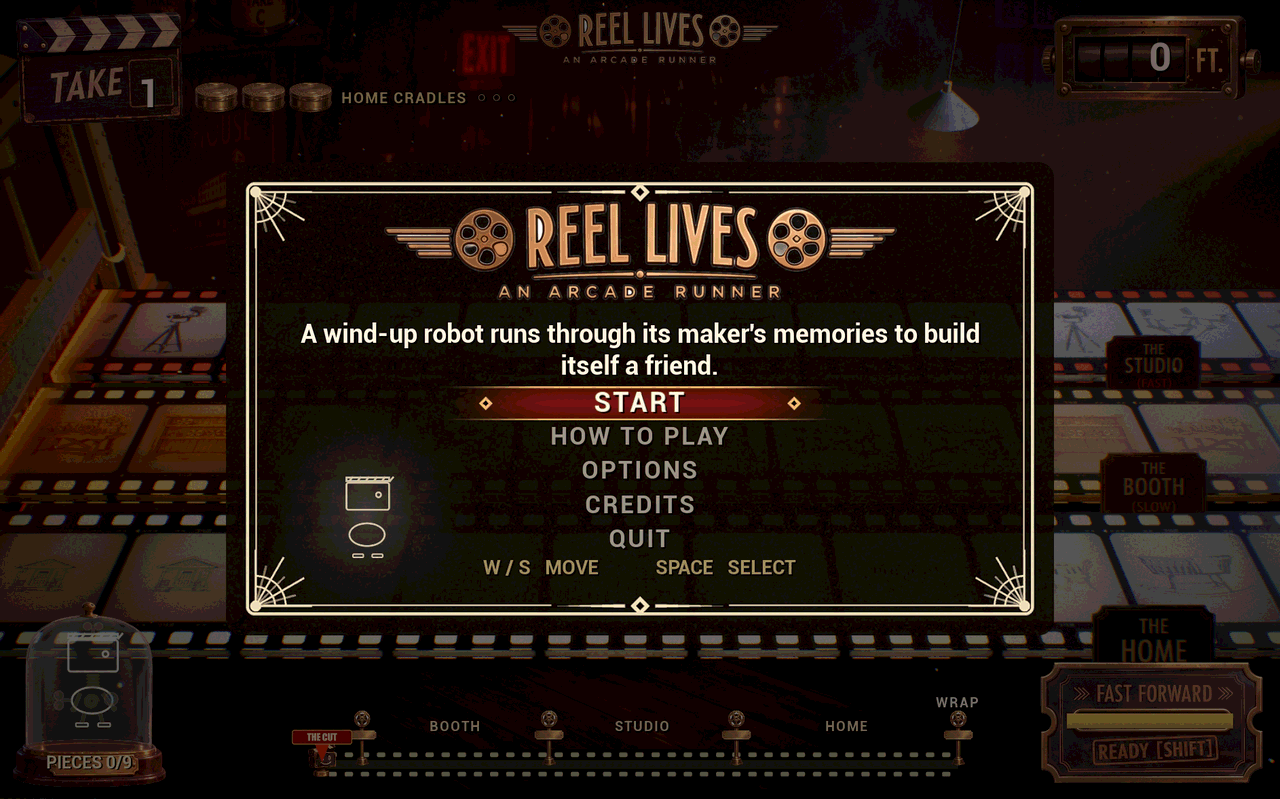 TAKE 1
HOME CRADLES
EXIT
REEL LIVES
AN ARCADE RUNNER
0 FT.
REEL LIVES
AN ARCADE RUNNER
A wind-up robot runs through its maker's memories to build
itself a friend.
START
HOW TO PLAY
OPTIONS
CREDITS
QUIT
W / S MOVE SPACE SELECT
THE
STUDIO
(FAST)
THE
BOOTH
(SLOW)
THE
HOME
PIECES 0/9
THE CUT
BOOTH
STUDIO
HOME
WRAP
FAST FORWARD
READY [SHIFT]